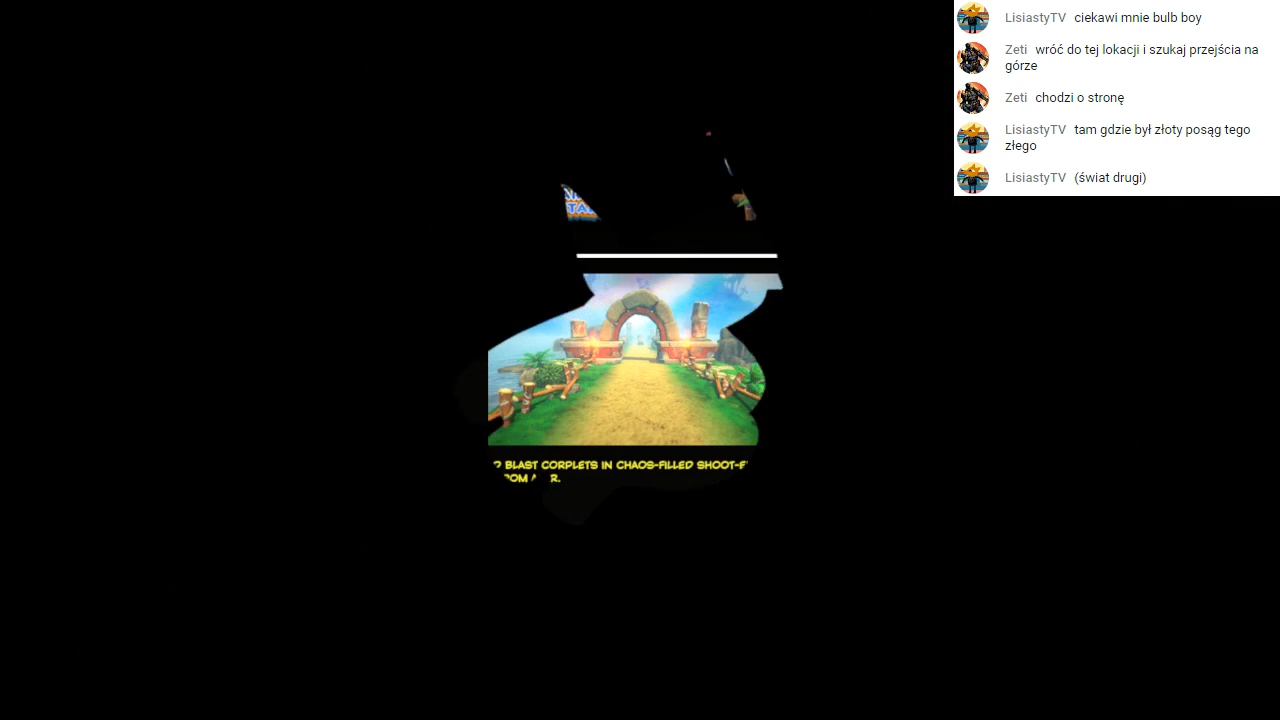 LisiastyTV ciekawi mnie bulb boy
Zeti wróć do tej lokacji i szukaj przejścia na
górze
Zeti chodzi o stronę
LisiastyTV tam gdzie był złoty posąg tego
złego
LisiastyTV (świat drugi)
BLAST CORPLETS IN CHAOS-FILLED